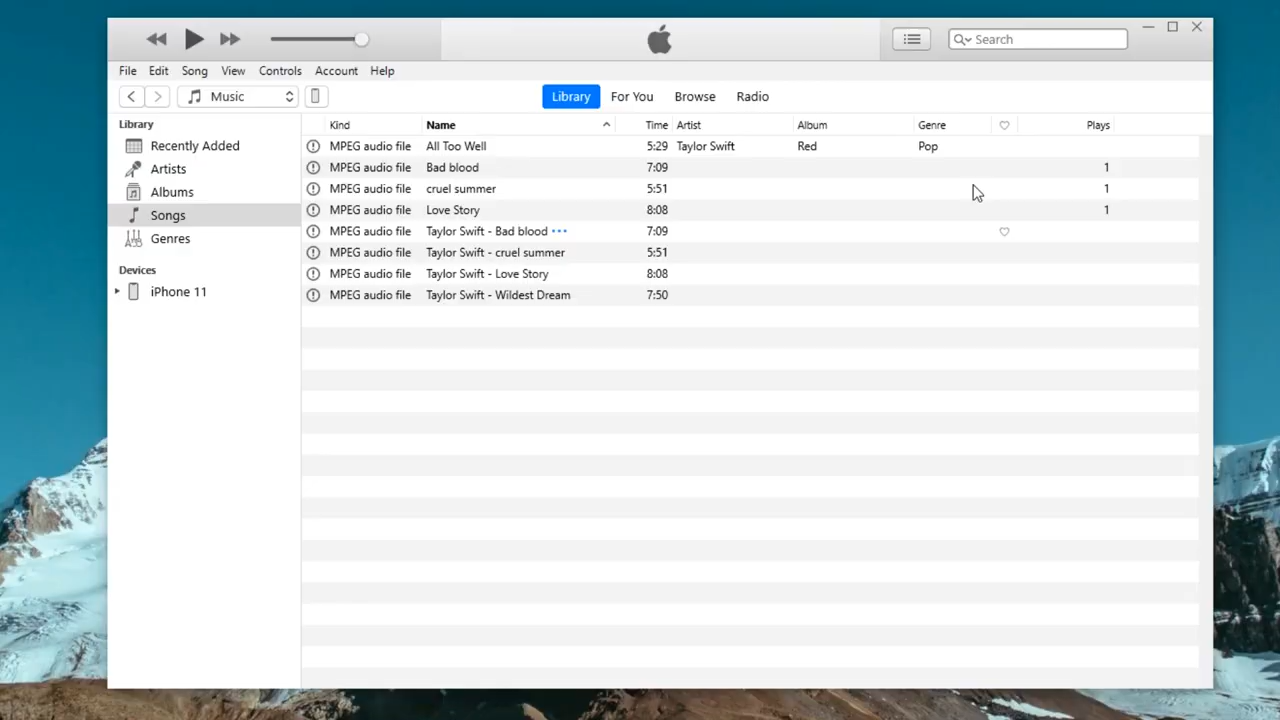 Search
File Edit Song View Controls Account Help
Music Library For You Browse Radio
Library
Recently Added
Artists
Albums
Songs
Genres
Devices
iPhone 11
Kind Name Time Artist Album Genre Plays
MPEG audio file All Too Well 5:29 Taylor Swift Red Pop
MPEG audio file Bad blood 7:09 1
MPEG audio file cruel summer 5:51 1
MPEG audio file Love Story 8:08 1
MPEG audio file Taylor Swift - Bad blood ••• 7:09
MPEG audio file Taylor Swift - cruel summer 5:51
MPEG audio file Taylor Swift - Love Story 8:08
MPEG audio file Taylor Swift - Wildest Dream 7:50